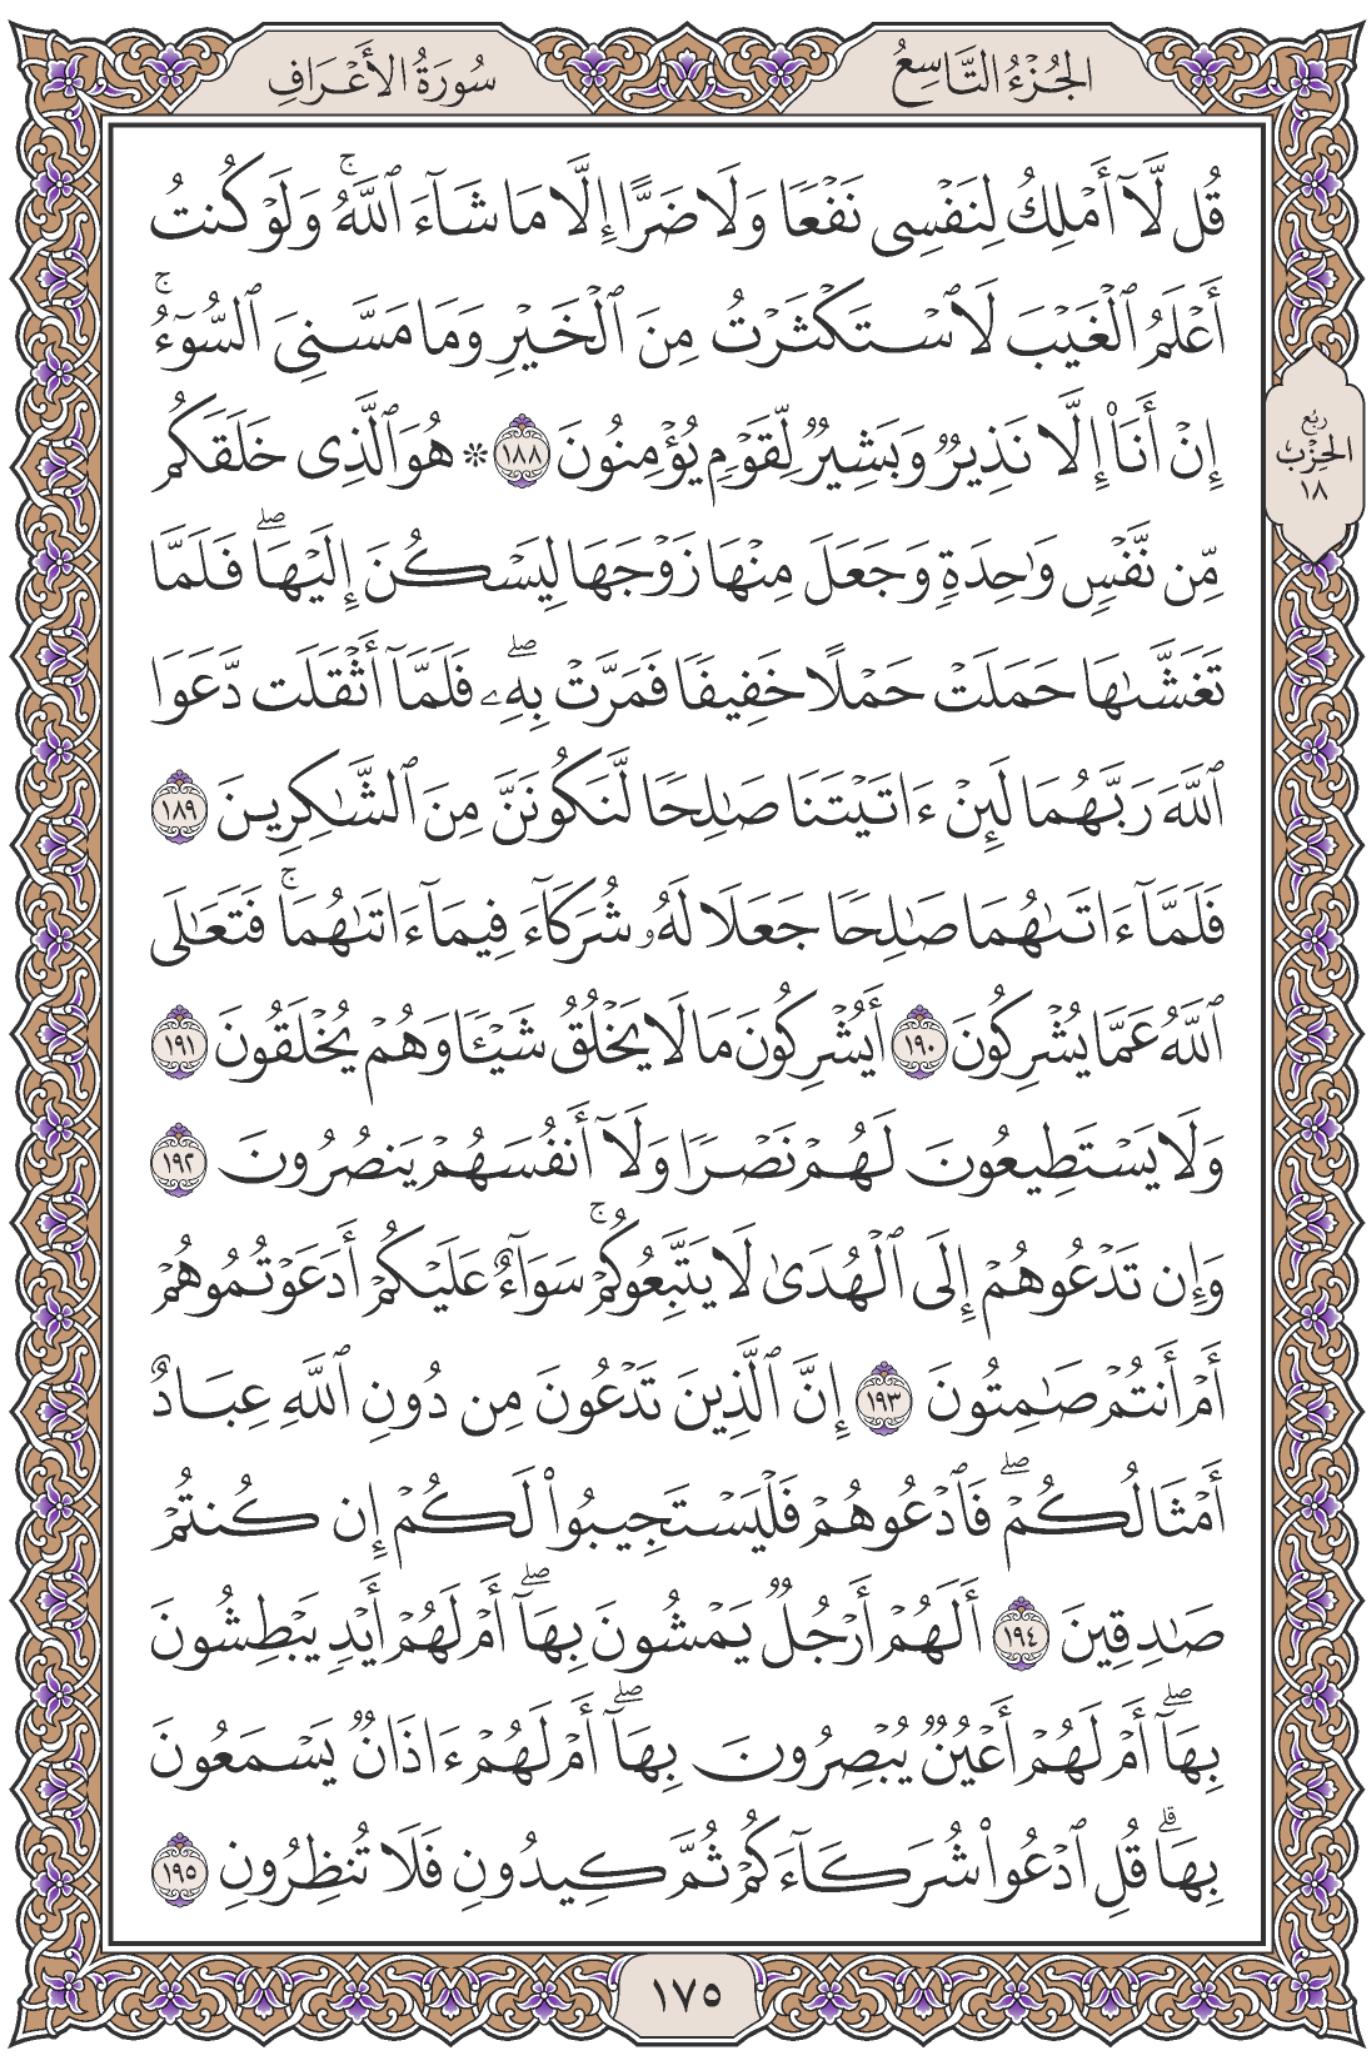 الجُزْءُ التَّاسِعُ
سُورَةُ الأَعْرَافِ
قُل لَّآ أَمْلِكُ لِنَفْسِى نَفْعًا وَلَا ضَرًّا إِلَّا مَا شَآءَ ٱللَّهُۚ وَلَوْ كُنتُ
أَعْلَمُ ٱلْغَيْبَ لَٱسْتَكْثَرْتُ مِنَ ٱلْخَيْرِ وَمَا مَسَّنِىَ ٱلسُّوٓءُۚ
إِنْ أَنَا۠ إِلَّا نَذِيرٌ وَبَشِيرٌ لِّقَوْمٍ يُؤْمِنُونَ ١٨٨ * هُوَ ٱلَّذِى خَلَقَكُم
مِّن نَّفْسٍ وَٰحِدَةٍ وَجَعَلَ مِنْهَا زَوْجَهَا لِيَسْكُنَ إِلَيْهَاۖ فَلَمَّا
تَغَشَّىٰهَا حَمَلَتْ حَمْلًا خَفِيفًا فَمَرَّتْ بِهِۦۖ فَلَمَّآ أَثْقَلَت دَّعَوَا
ٱللَّهَ رَبَّهُمَا لَئِنْ ءَاتَيْتَنَا صَٰلِحًا لَّنَكُونَنَّ مِنَ ٱلشَّٰكِرِينَ ١٨٩
فَلَمَّآ ءَاتَىٰهُمَا صَٰلِحًا جَعَلَا لَهُۥ شُرَكَآءَ فِيمَآ ءَاتَىٰهُمَاۚ فَتَعَٰلَى
ٱللَّهُ عَمَّا يُشْرِكُونَ ١٩٠ أَيُشْرِكُونَ مَا لَا يَخْلُقُ شَيْـًٔا وَهُمْ يُخْلَقُونَ ١٩١
وَلَا يَسْتَطِيعُونَ لَهُمْ نَصْرًا وَلَآ أَنفُسَهُمْ يَنصُرُونَ ١٩٢
وَإِن تَدْعُوهُمْ إِلَى ٱلْهُدَىٰ لَا يَتَّبِعُوكُمْۚ سَوَآءٌ عَلَيْكُمْ أَدَعَوْتُمُوهُمْ
أَمْ أَنتُمْ صَٰمِتُونَ ١٩٣ إِنَّ ٱلَّذِينَ تَدْعُونَ مِن دُونِ ٱللَّهِ عِبَادٌ
أَمْثَالُكُمْۖ فَٱدْعُوهُمْ فَلْيَسْتَجِيبُوا۟ لَكُمْ إِن كُنتُمْ
صَٰدِقِينَ ١٩٤ أَلَهُمْ أَرْجُلٌ يَمْشُونَ بِهَآۖ أَمْ لَهُمْ أَيْدٍ يَبْطِشُونَ
بِهَآۖ أَمْ لَهُمْ أَعْيُنٌ يُبْصِرُونَ بِهَآۖ أَمْ لَهُمْ ءَاذَانٌ يَسْمَعُونَ
بِهَاۗ قُلِ ٱدْعُوا۟ شُرَكَآءَكُمْ ثُمَّ كِيدُونِ فَلَا تُنظِرُونِ ١٩٥
رُبع
الحِزْب
١٨
١٧٥